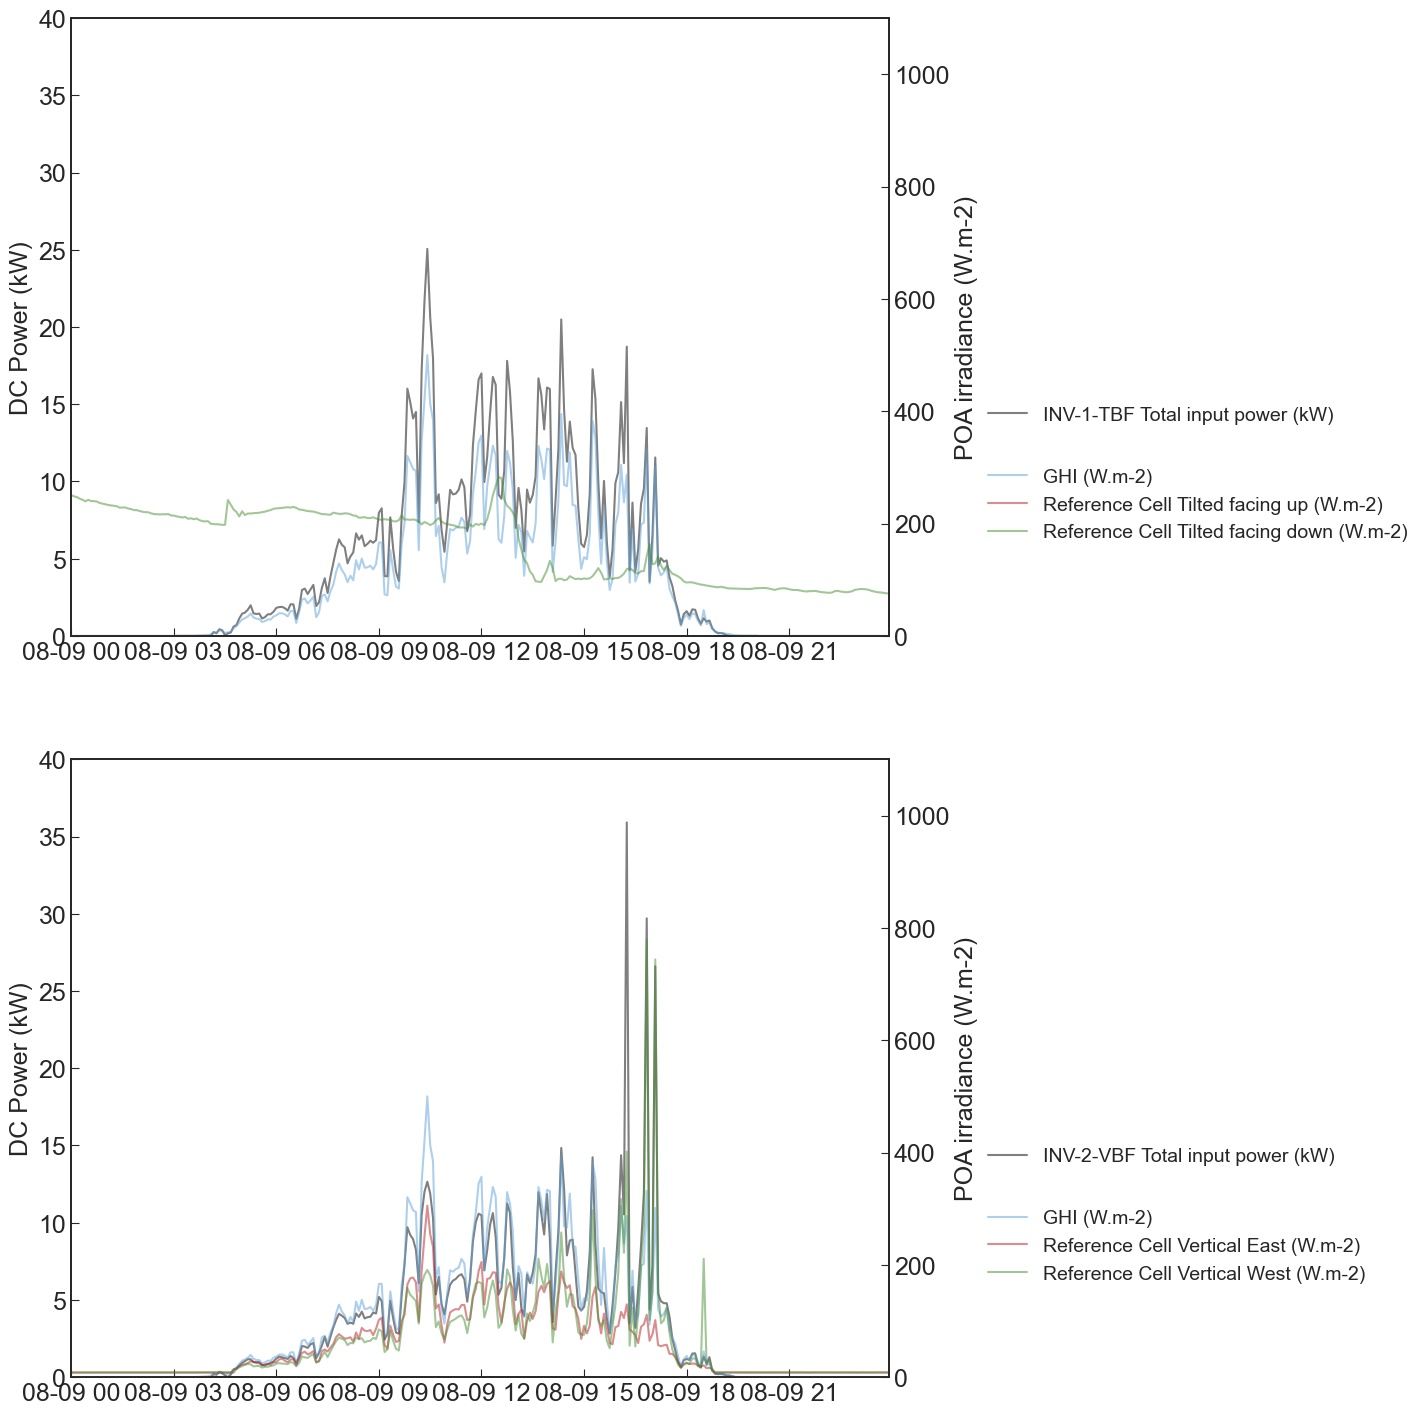 40
35
30
25
20
15
10
5
0
DC Power (kW)
1000
800
600
400
200
0
POA irradiance (W.m-2)
08-09 00 08-09 03 08-09 06 08-09 09 08-09 12 08-09 15 08-09 18 08-09 21
INV-1-TBF Total input power (kW)
GHI (W.m-2)
Reference Cell Tilted facing up (W.m-2)
Reference Cell Tilted facing down (W.m-2)
40
35
30
25
20
15
10
5
0
DC Power (kW)
1000
800
600
400
200
0
POA irradiance (W.m-2)
08-09 00 08-09 03 08-09 06 08-09 09 08-09 12 08-09 15 08-09 18 08-09 21
INV-2-VBF Total input power (kW)
GHI (W.m-2)
Reference Cell Vertical East (W.m-2)
Reference Cell Vertical West (W.m-2)